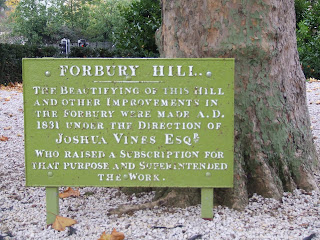 FORBURY HILL.
THE BEAUTIFYING OF THIS HILL
AND OTHER IMPROVEMENTS IN
THE FORBURY WERE MADE A.D.
1831 UNDER THE DIRECTION OF
JOSHUA VINES ESQR.
WHO RAISED A SUBSCRIPTION FOR
THAT PURPOSE AND SUPERINTENDED
THE WORK.